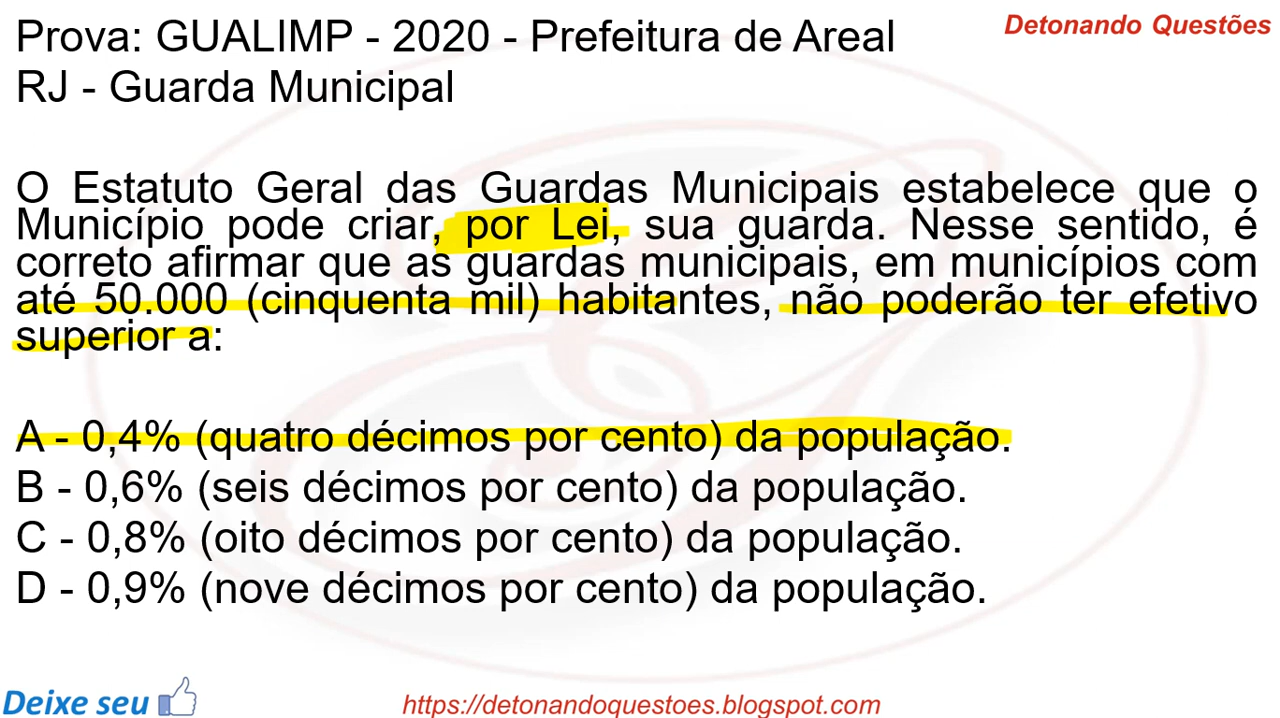 Prova: GUALIMP - 2020 - Prefeitura de Areal
Detonando Questões
RJ - Guarda Municipal
O Estatuto Geral das Guardas Municipais estabelece que o
Município pode criar, por Lei, sua guarda. Nesse sentido, é
correto afirmar que as guardas municipais, em municípios com
até 50.000 (cinquenta mil) habitantes, não poderão ter efetivo
superior a:
A - 0,4% (quatro décimos por cento) da população.
B - 0,6% (seis décimos por cento) da população.
C - 0,8% (oito décimos por cento) da população.
D - 0,9% (nove décimos por cento) da população.
Deixe seu
https://detonandoquestoes.blogspot.com